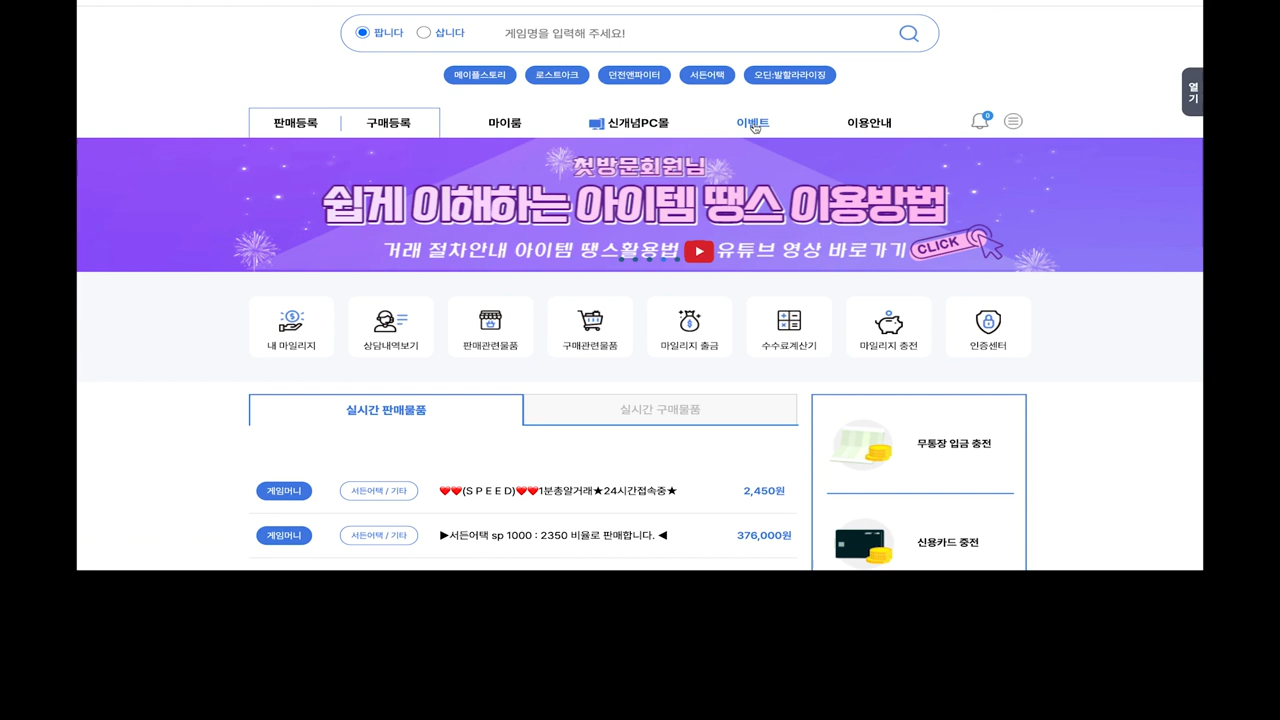 팝니다 삽니다 게임명을 입력해 주세요!
메이플스토리 로스트아크 던전앤파이터 서든어택 오딘:발할라라이징
열기
판매등록 구매등록 마이룸 신개념PC몰 이벤트 이용안내 0
첫방문회원님
쉽게 이해하는 아이템 땡스 이용방법
거래 절차안내 아이템 땡스활용법 유튜브 영상 바로가기 CLICK
내 마일리지 상담내역보기 판매관련물품 구매관련물품 마일리지 출금 수수료계산기 마일리지 충전 인증센터
실시간 판매물품 실시간 구매물품
무통장 입금 충전
게임머니 서든어택 / 기타 ❤❤(S P E E D)❤❤1분총알거래★24시간접속중★ 2,450원
게임머니 서든어택 / 기타 ▶서든어택 sp 1000 : 2350 비율로 판매합니다. ◀ 376,000원
신용카드 충전